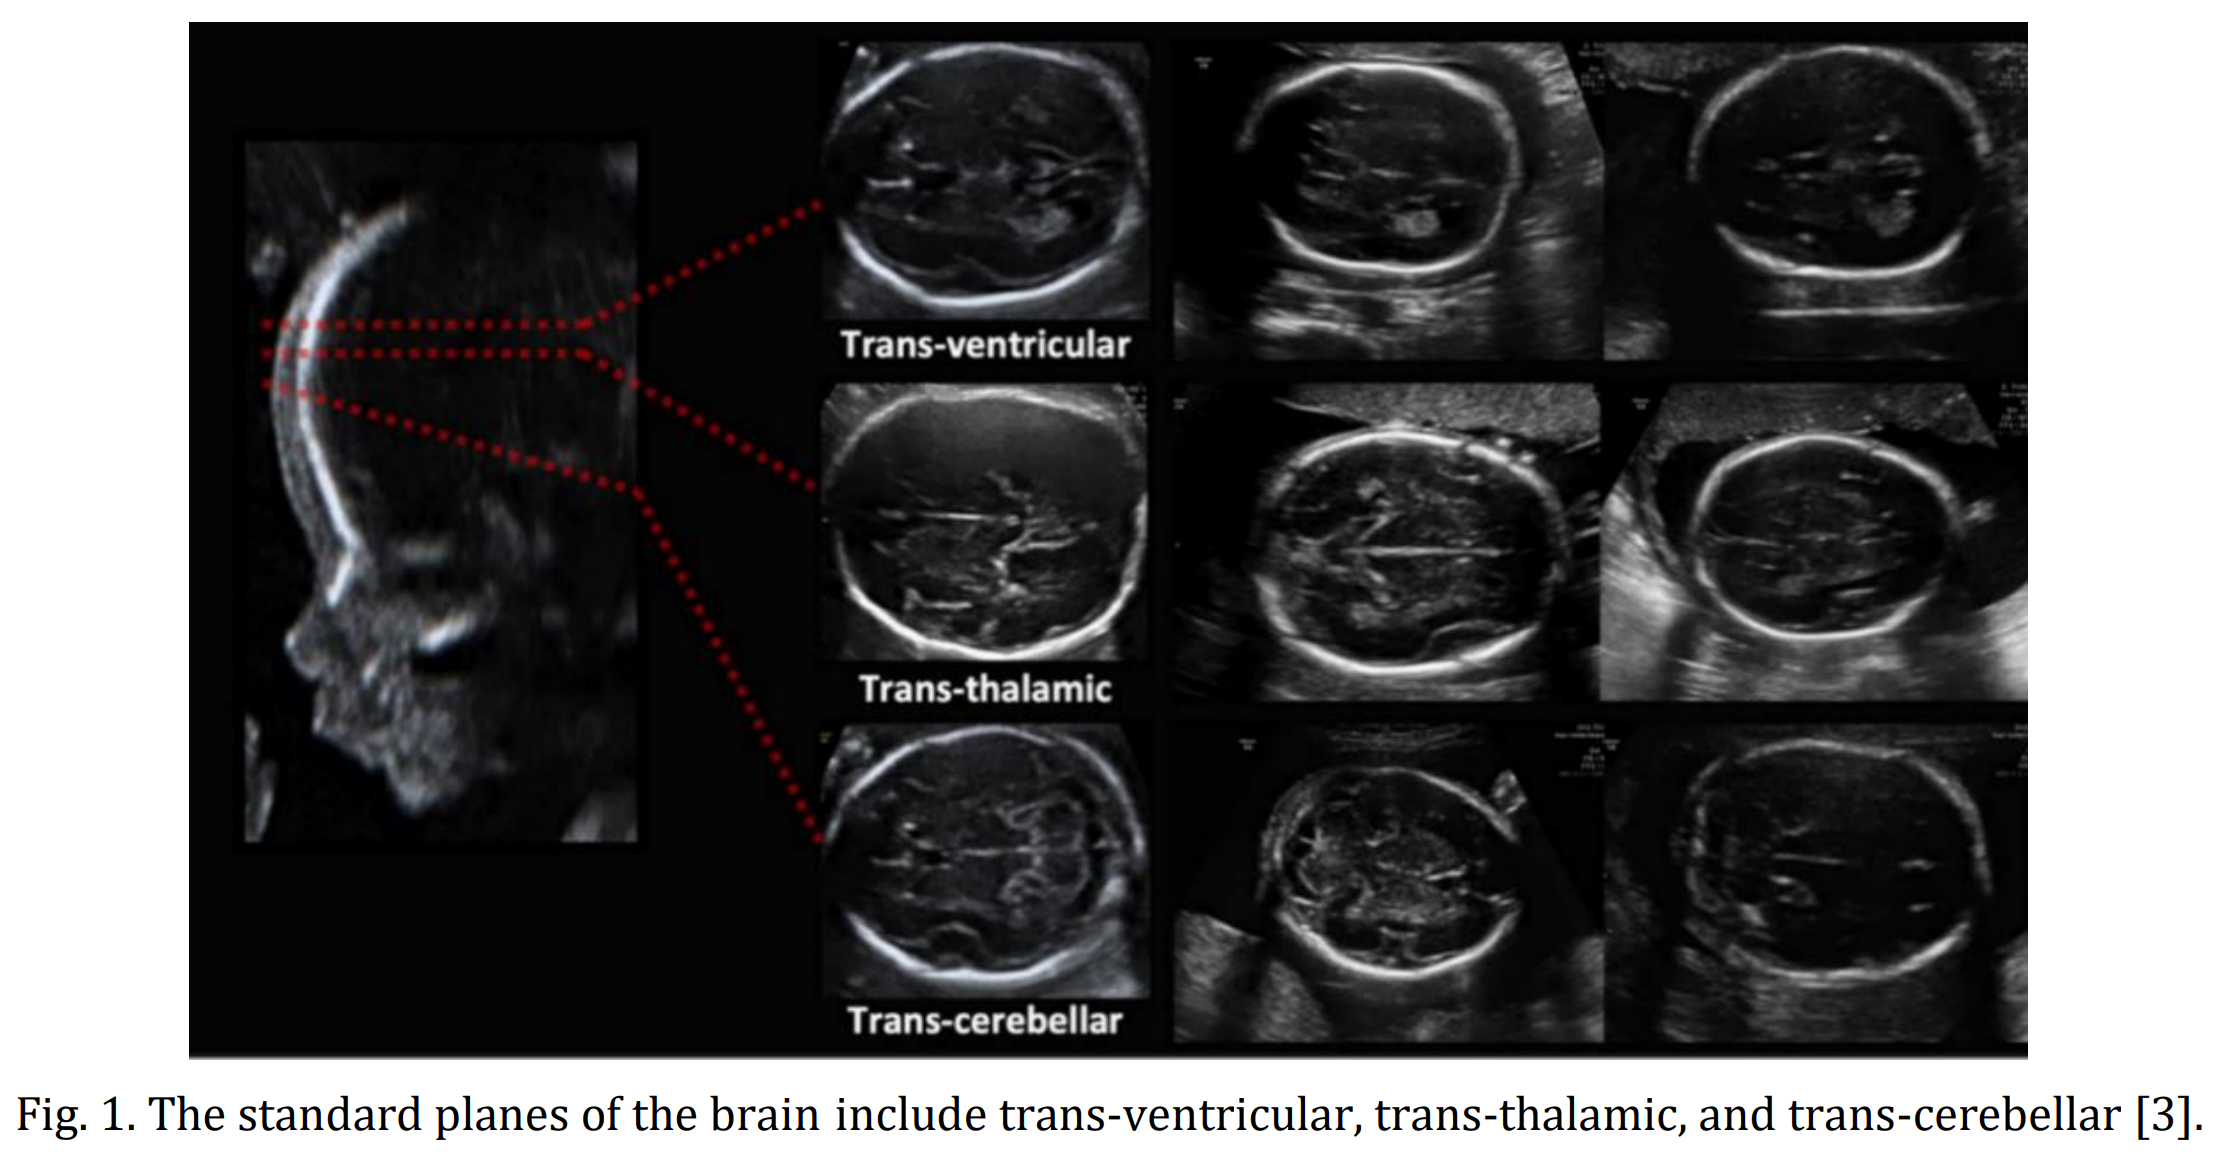 Trans-ventricular
Trans-thalamic
Trans-cerebellar
Fig. 1. The standard planes of the brain include trans-ventricular, trans-thalamic, and trans-cerebellar [3].